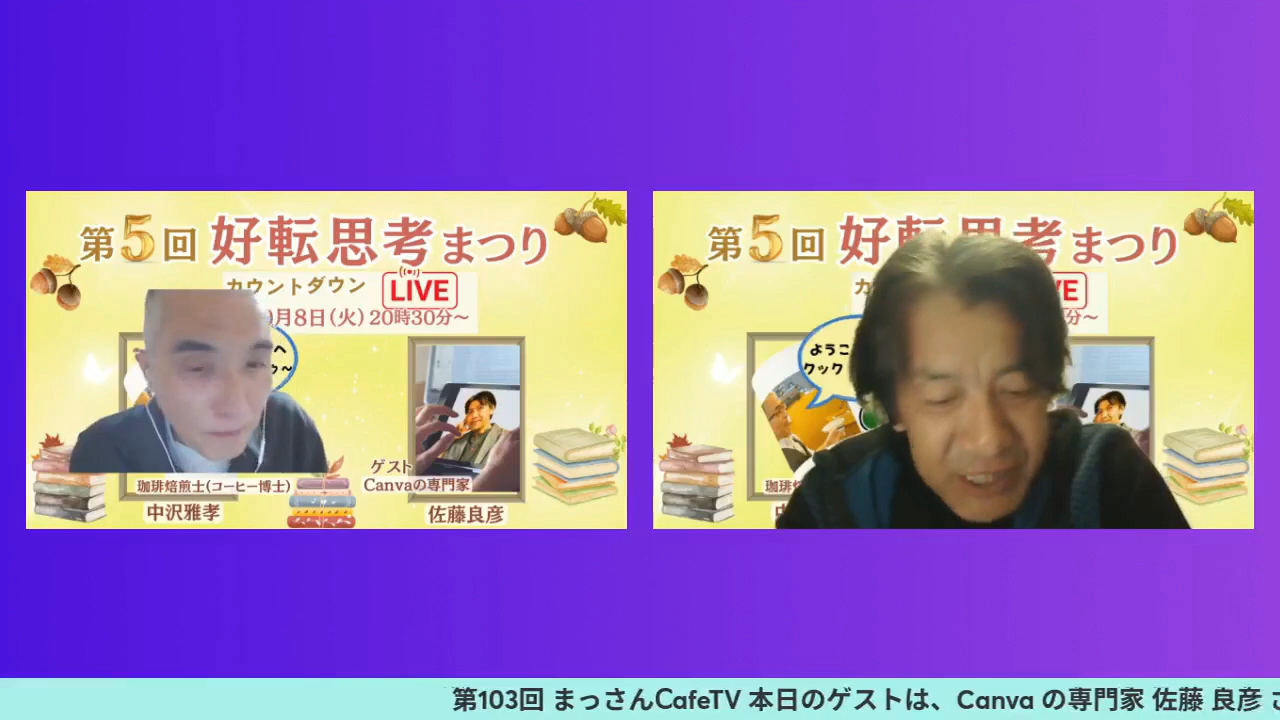 第5回 好転思考まつり
カウントダウン LIVE
月8日(火)20時30分～
へ
ゥ～
ゲスト
珈琲焙煎士(コーヒー博士)
Canvaの専門家
中沢雅孝
佐藤良彦
第5回 好転思考まつり
ようこ
クック
分～
第103回 まっさんCafeTV 本日のゲストは、Canva の専門家 佐藤 良彦